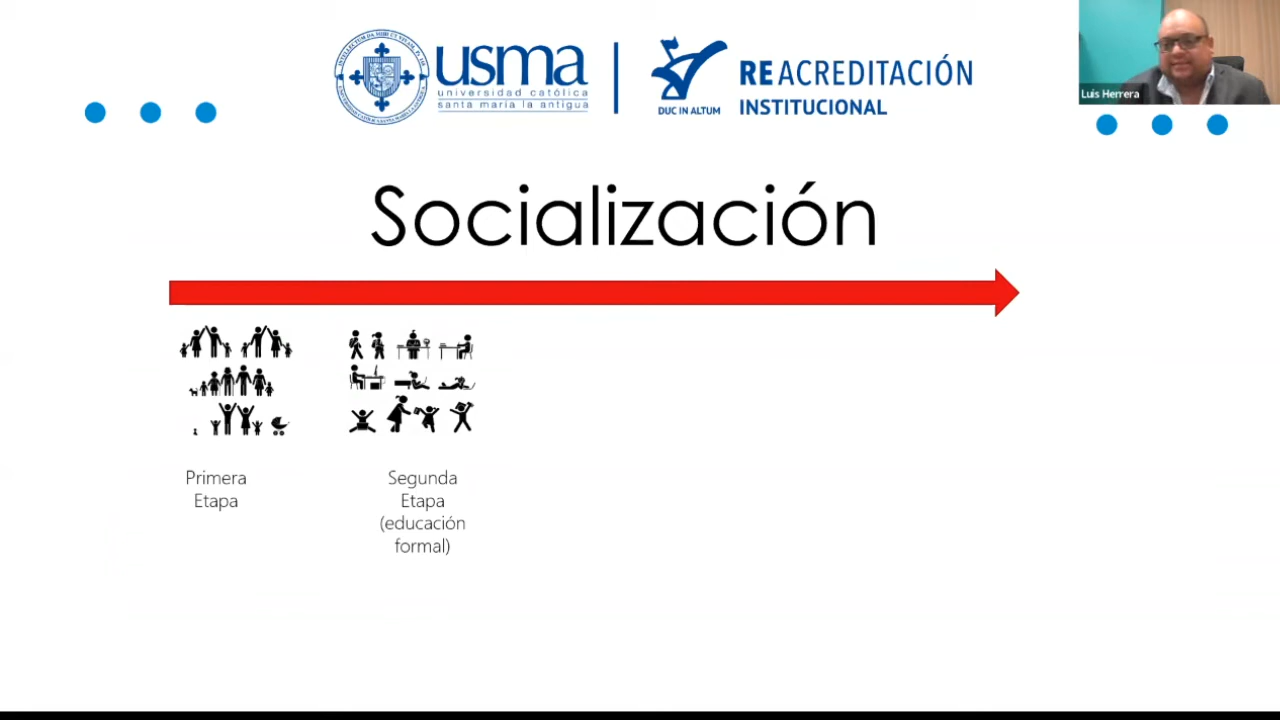 usma
universidad católica
santa maría la antigua
DUC IN ALTUM
REACREDITACIÓN
INSTITUCIONAL
Luis Herrera
Socialización
Primera
Etapa
Segunda
Etapa
(educación
formal)